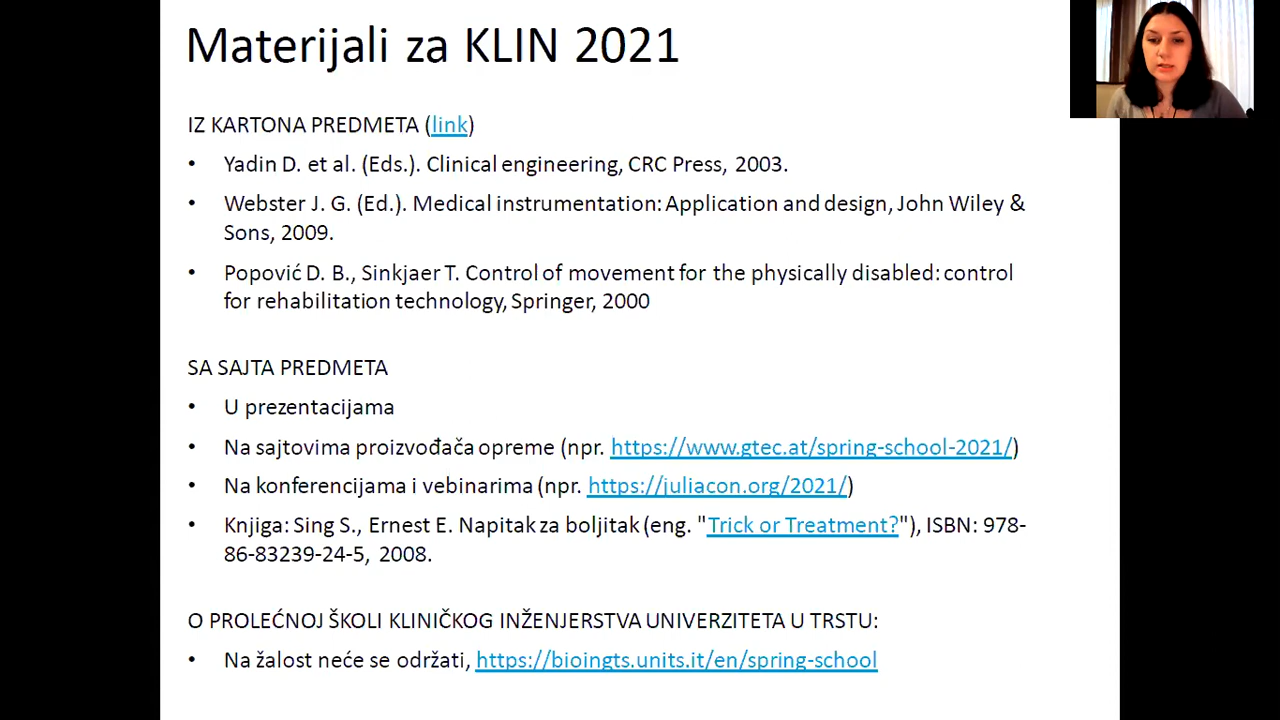 Materijali za KLIN 2021
IZ KARTONA PREDMETA (link)
• Yadin D. et al. (Eds.). Clinical engineering, CRC Press, 2003.
• Webster J. G. (Ed.). Medical instrumentation: Application and design, John Wiley &
Sons, 2009.
• Popović D. B., Sinkjaer T. Control of movement for the physically disabled: control
for rehabilitation technology, Springer, 2000
SA SAJTA PREDMETA
• U prezentacijama
• Na sajtovima proizvođača opreme (npr. https://www.gtec.at/spring-school-2021/)
• Na konferencijama i vebinarima (npr. https://juliacon.org/2021/)
• Knjiga: Sing S., Ernest E. Napitak za boljitak (eng. "Trick or Treatment?"), ISBN: 978-
86-83239-24-5, 2008.
O PROLEĆNOJ ŠKOLI KLINIČKOG INŽENJERSTVA UNIVERZITETA U TRSTU:
• Na žalost neće se održati, https://bioingts.units.it/en/spring-school